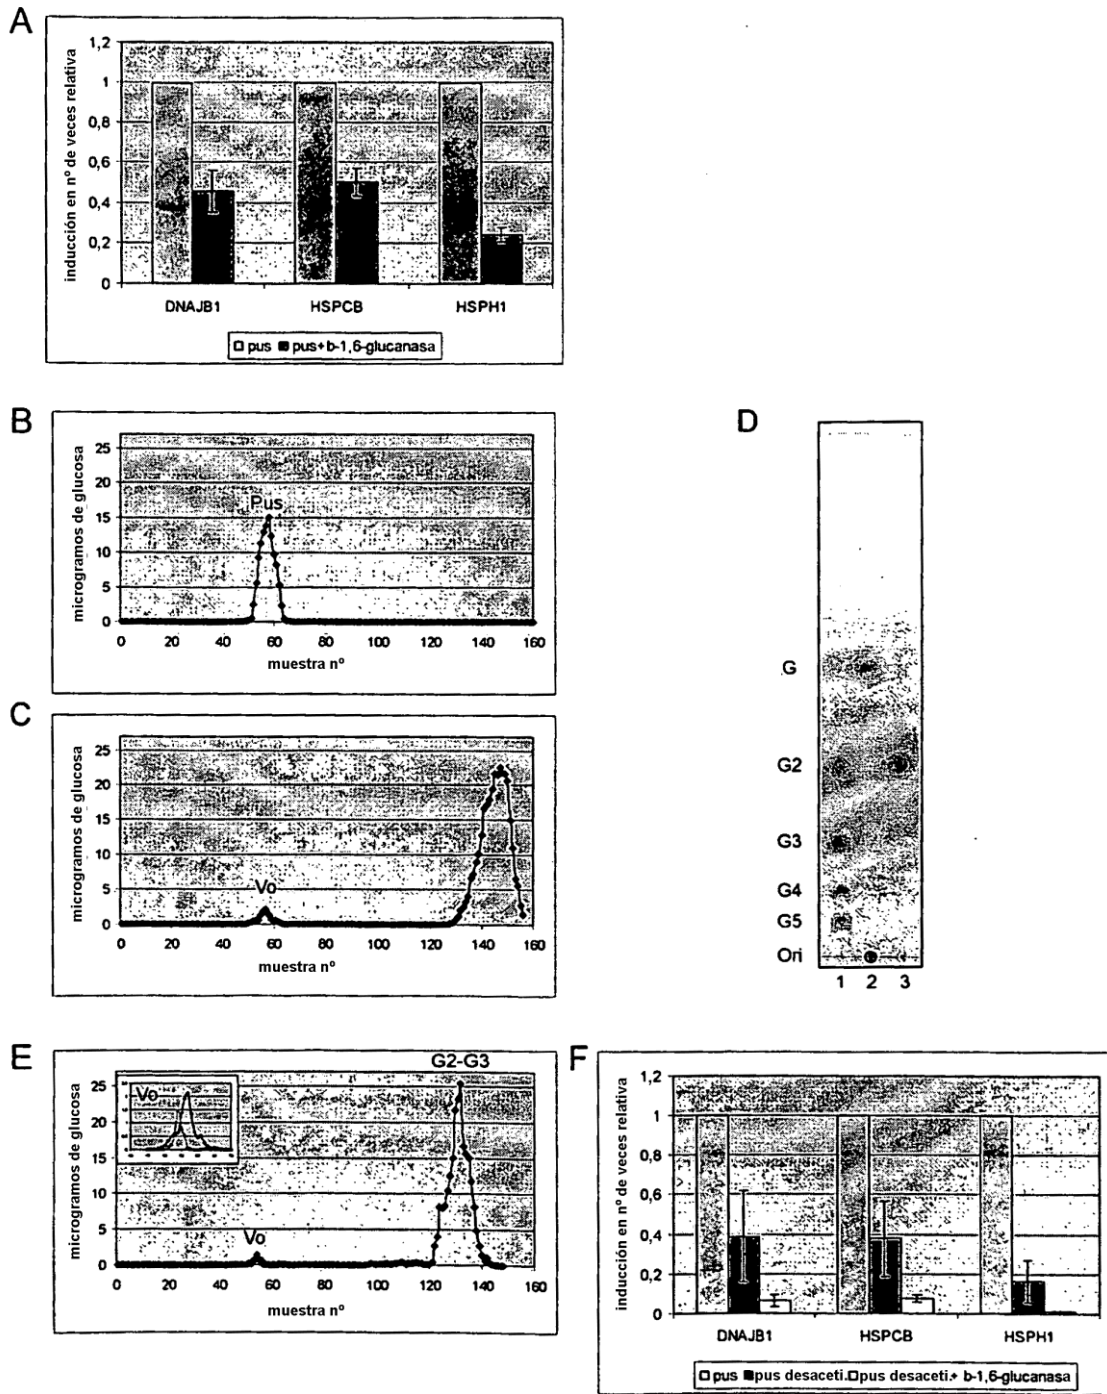 A
inducción en nº de veces relativa
1,2
1
0,8
0,6
0,4
0,2
0
DNAJB1 HSPCB HSPH1
pus pus+b-1,6-glucanasa
B
microgramos de glucosa
25
20
15
10
5
0
Pus
0 20 40 60 80 100 120 140 160
muestra nº
C
microgramos de glucosa
25
20
15
10
5
0
Vo
0 20 40 60 80 100 120 140 160
muestra nº
D
G
G2
G3
G4
G5
Ori
1 2 3
E
G2-G3
microgramos de glucosa
25
20
15
10
5
0
Vo
Vo
0 20 40 60 80 100 120 140 160
muestra nº
F
inducción en nº de veces relativa
1,2
1
0,8
0,6
0,4
0,2
0
DNAJB1 HSPCB HSPH1
pus pus desaceti. pus desaceti.+ b-1,6-glucanasa